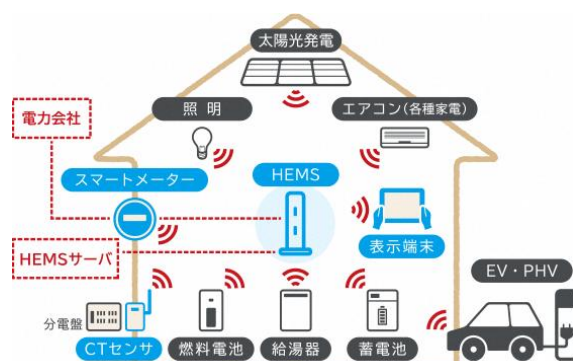 太陽光発電
電力会社
照明
エアコン(各種家電)
スマートメーター
HEMS
HEMSサーバ
表示端末
EV・PHV
分電盤
CTセンサ
燃料電池
給湯器
蓄電池